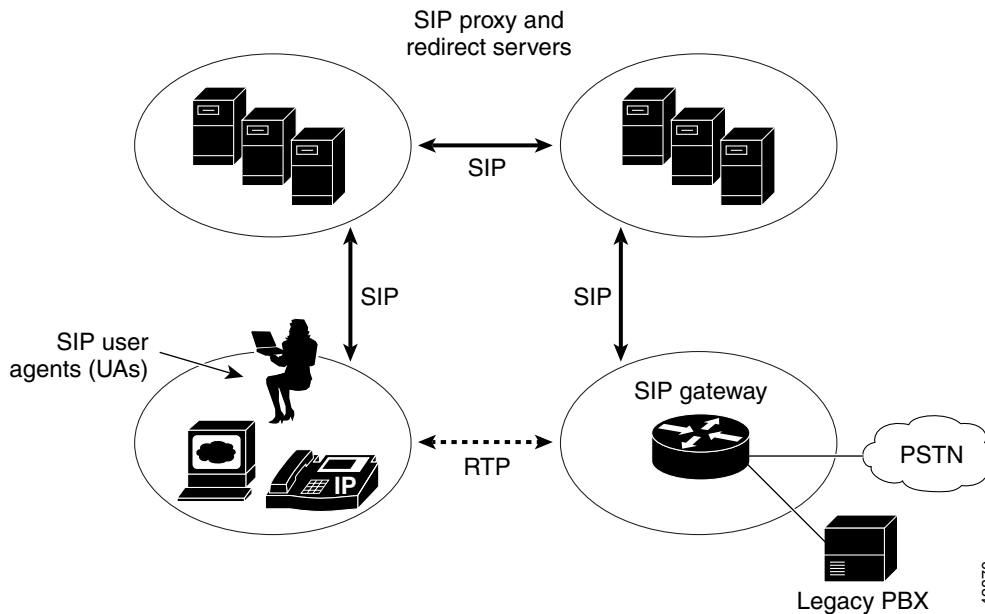 SIP proxy and
redirect servers
SIP
SIP
SIP
SIP user
agents (UAs)
SIP gateway
RTP
IP
PSTN
Legacy PBX